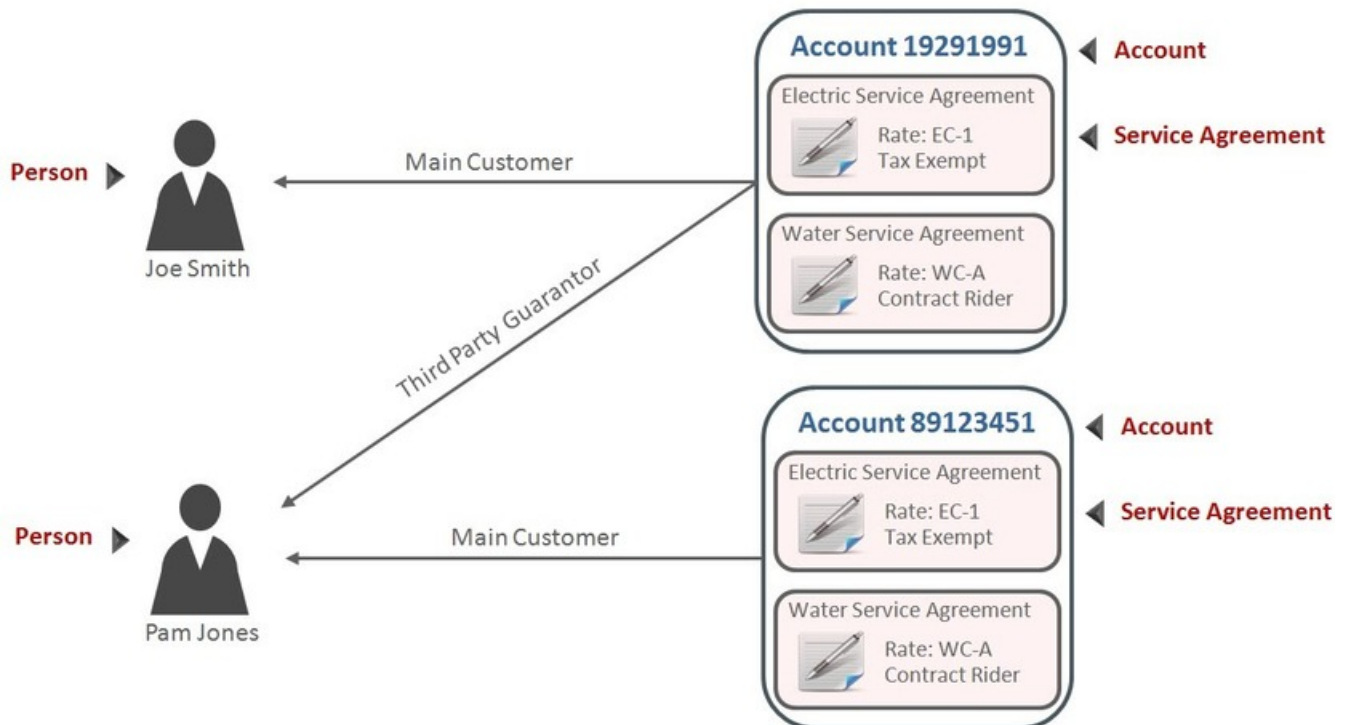 Account 19291991
Account
Electric Service Agreement
Rate: EC-1
Tax Exempt
Service Agreement
Person
Main Customer
Joe Smith
Water Service Agreement
Rate: WC-A
Contract Rider
Third Party Guarantor
Account 89123451
Account
Electric Service Agreement
Rate: EC-1
Tax Exempt
Service Agreement
Person
Main Customer
Pam Jones
Water Service Agreement
Rate: WC-A
Contract Rider